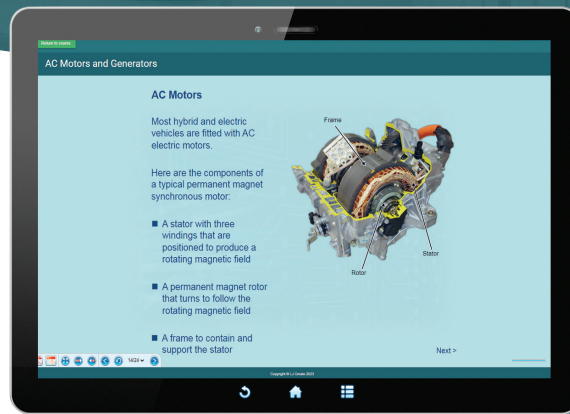 Return to course
AC Motors and Generators
AC Motors
Most hybrid and electric
vehicles are fitted with AC
electric motors.
Here are the components of
a typical permanent magnet
synchronous motor:
A stator with three
windings that are
positioned to produce a
rotating magnetic field
A permanent magnet rotor
that turns to follow the
rotating magnetic field
A frame to contain and
support the stator
Frame
Stator
Rotor
Next >
14/24
Copyright © LJ Create 2023